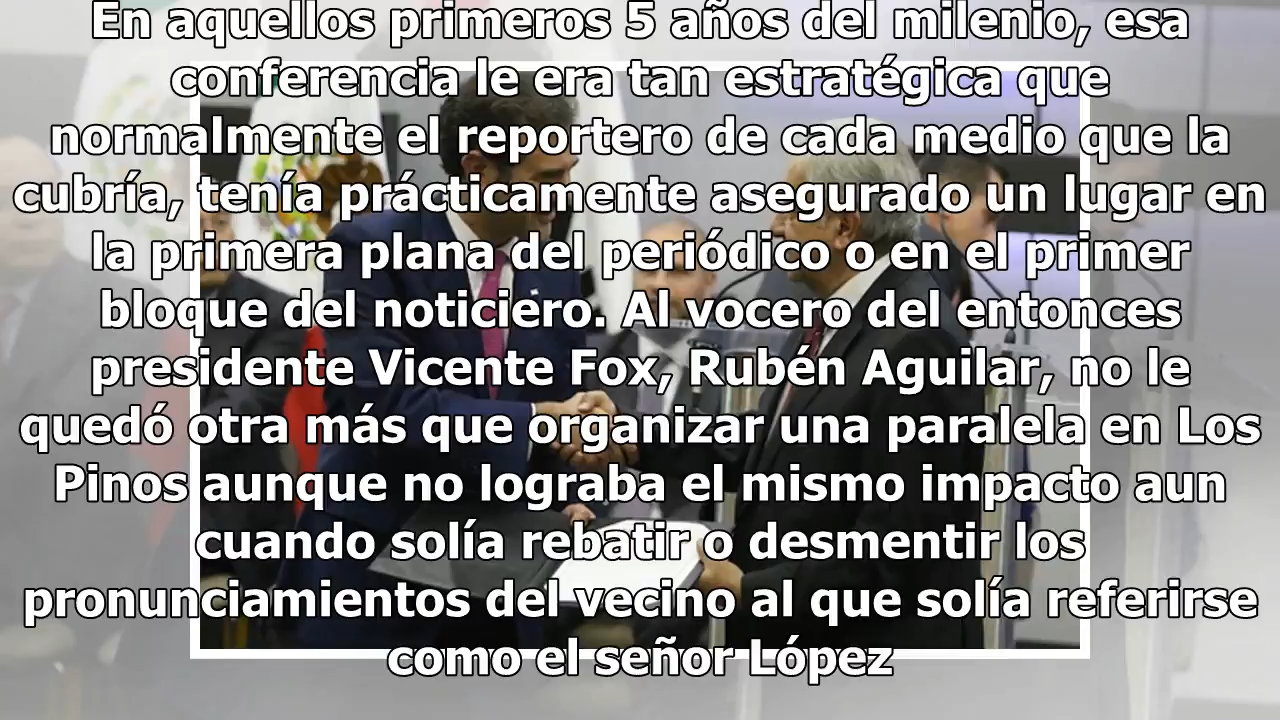 En aquellos primeros 5 años del milenio, esa
conferencia le era tan estratégica que
normalmente el reportero de cada medio que la
cubría, tenía prácticamente asegurado un lugar en
la primera plana del periódico o en el primer
bloque del noticiero. Al vocero del entonces
presidente Vicente Fox, Rubén Aguilar, no le
quedó otra más que organizar una paralela en Los
Pinos aunque no lograba el mismo impacto aun
cuando solía rebatir o desmentir los
pronunciamientos del vecino al que solía referirse
como el señor López